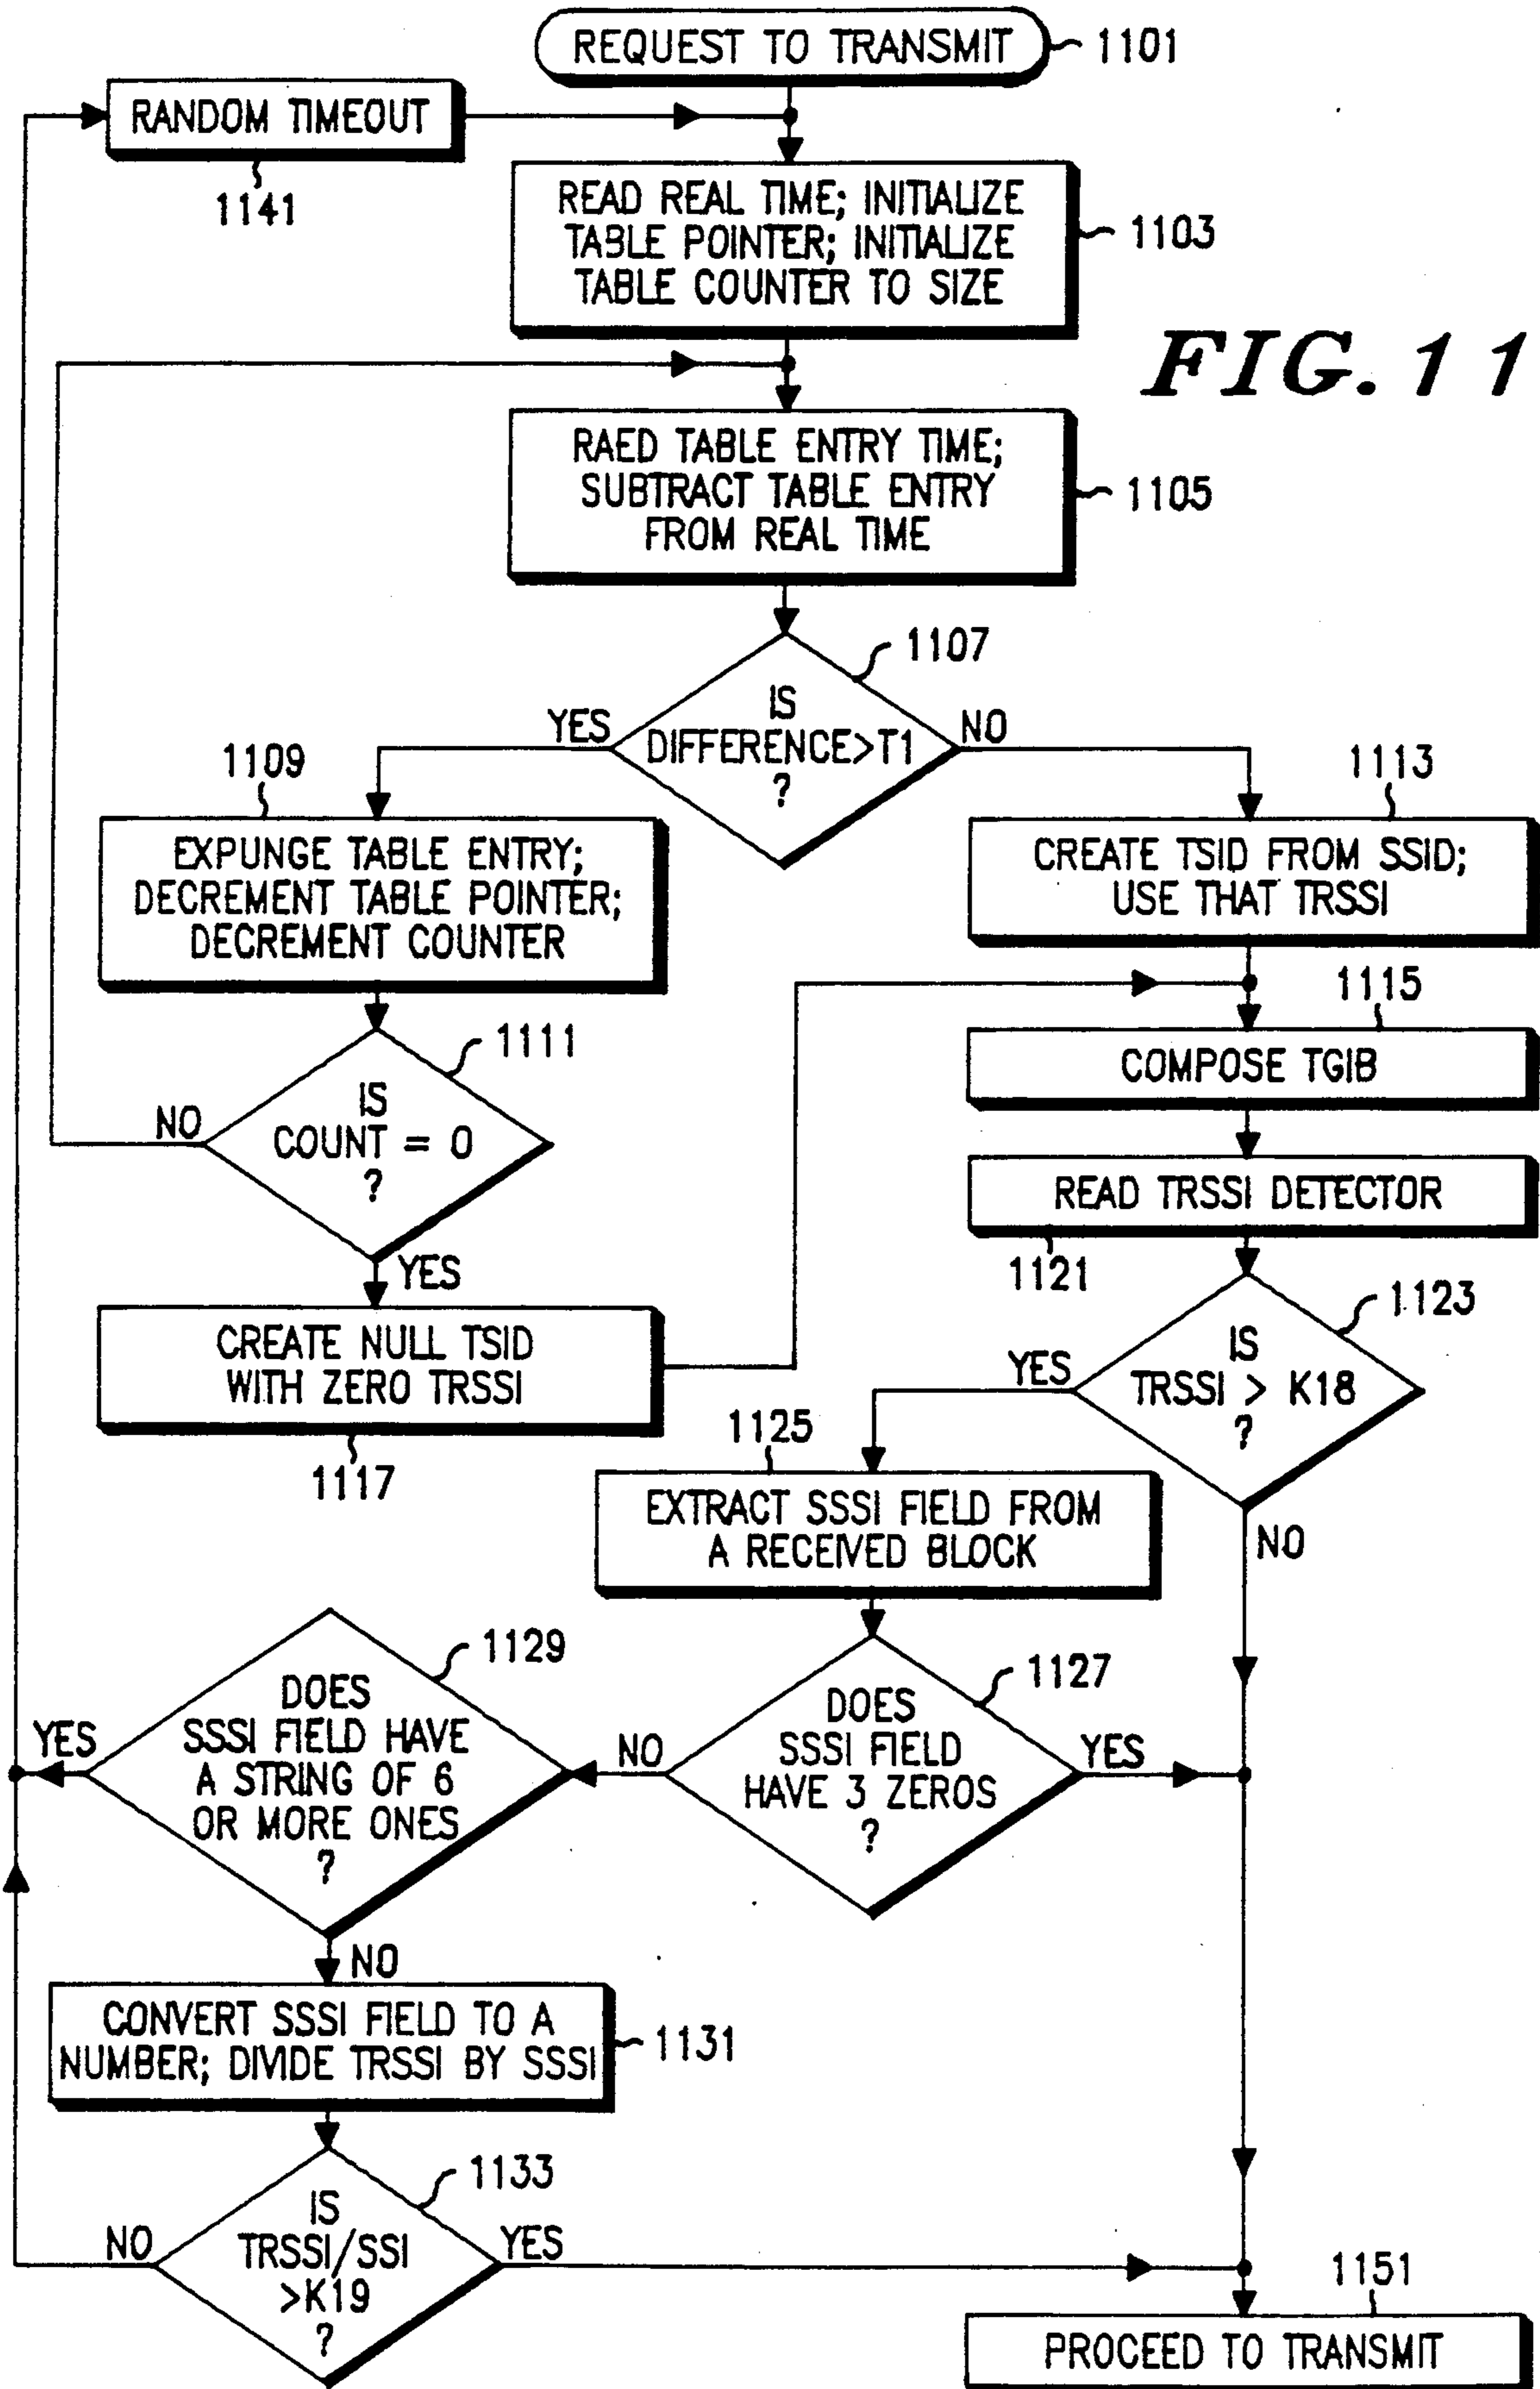 REQUEST TO TRANSMIT
1101
RANDOM TIMEOUT
1141
READ REAL TIME; INITIALIZE
TABLE POINTER; INITIALIZE
TABLE COUNTER TO SIZE
1103
FIG. 11
RAED TABLE ENTRY TIME;
SUBTRACT TABLE ENTRY
FROM REAL TIME
1105
1107
IS
DIFFERENCE>T1
?
YES
NO
1109
EXPUNGE TABLE ENTRY;
DECREMENT TABLE POINTER;
DECREMENT COUNTER
1113
CREATE TSID FROM SSID;
USE THAT TRSSI
1111
IS
COUNT = 0
?
NO
YES
1115
COMPOSE TGIB
READ TRSSI DETECTOR
1121
CREATE NULL TSID
WITH ZERO TRSSI
1117
1123
IS
TRSSI > K18
?
YES
NO
1125
EXTRACT SSSI FIELD FROM
A RECEIVED BLOCK
1127
DOES
SSSI FIELD
HAVE 3 ZEROS
?
NO
YES
1129
DOES
SSSI FIELD HAVE
A STRING OF 6
OR MORE ONES
?
YES
NO
CONVERT SSSI FIELD TO A
NUMBER; DIVIDE TRSSI BY SSSI
1131
1133
IS
TRSSI/SSI
>K19
?
NO
YES
1151
PROCEED TO TRANSMIT